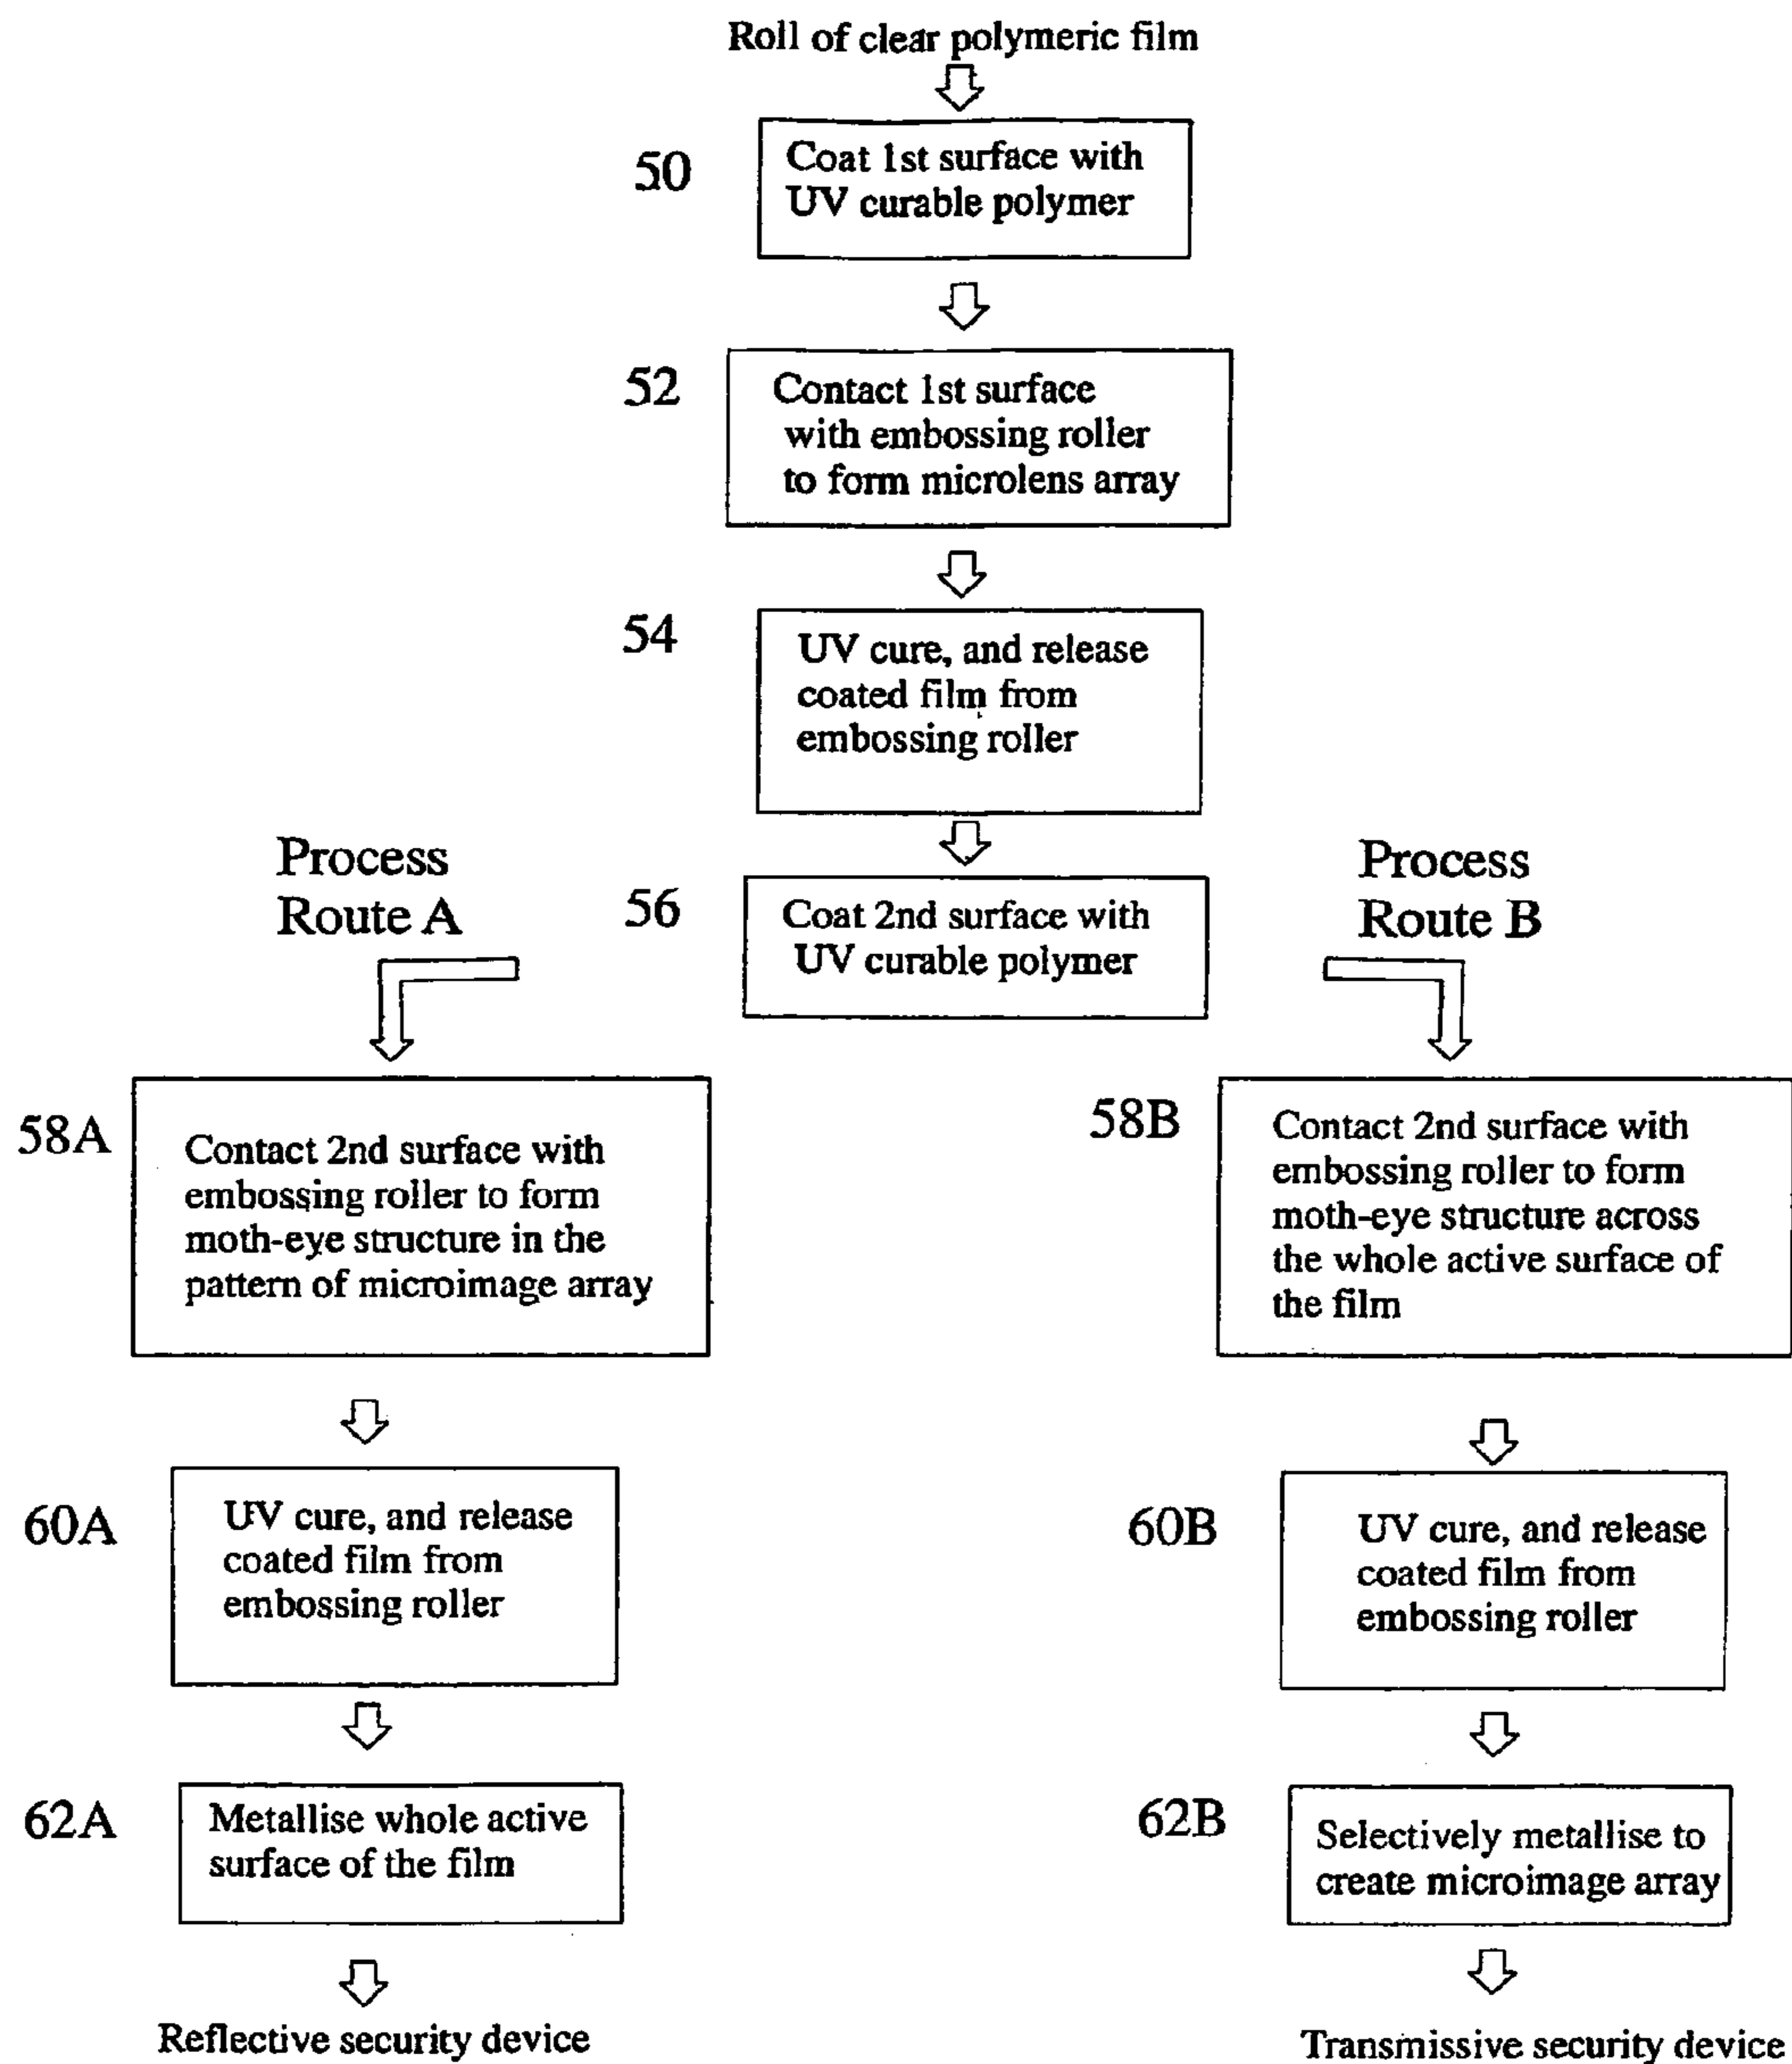 Roll of clear polymeric film
50
Coat 1st surface with
UV curable polymer
52
Contact 1st surface
with embossing roller
to form microlens array
54
UV cure, and release
coated film from
embossing roller
Process
Route A
56
Coat 2nd surface with
UV curable polymer
Process
Route B
58A
Contact 2nd surface with
embossing roller to form
moth-eye structure in the
pattern of microimage array
58B
Contact 2nd surface with
embossing roller to form
moth-eye structure across
the whole active surface of
the film
60A
UV cure, and release
coated film from
embossing roller
60B
UV cure, and release
coated film from
embossing roller
62A
Metallise whole active
surface of the film
62B
Selectively metallise to
create microimage array
Reflective security device
Transmissive security device